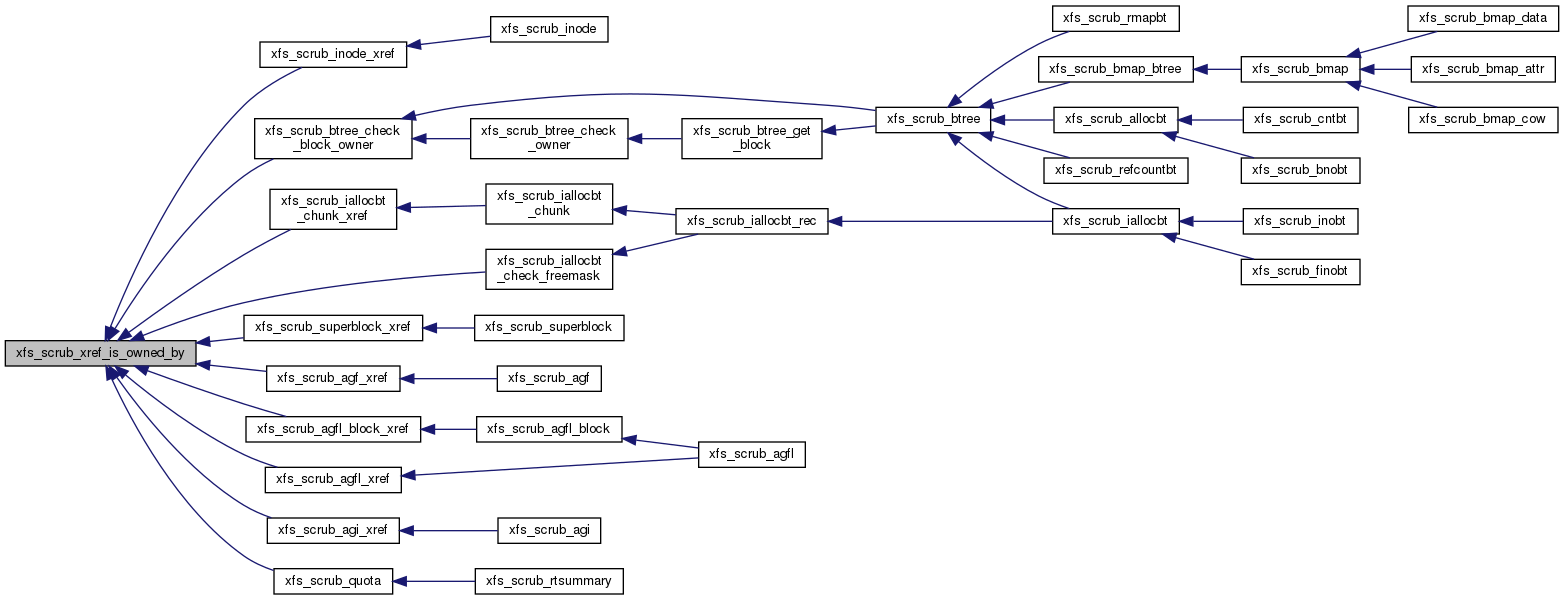 xfs_scrub_xref_is_owned_by
xfs_scrub_inode_xref
xfs_scrub_inode
xfs_scrub_btree_check
_block_owner
xfs_scrub_btree_check
_owner
xfs_scrub_btree_get
_block
xfs_scrub_btree
xfs_scrub_rmapbt
xfs_scrub_bmap_btree
xfs_scrub_bmap
xfs_scrub_bmap_data
xfs_scrub_bmap_attr
xfs_scrub_bmap_cow
xfs_scrub_allocbt
xfs_scrub_cntbt
xfs_scrub_bnobt
xfs_scrub_refcountbt
xfs_scrub_iallocbt
_chunk_xref
xfs_scrub_iallocbt
_chunk
xfs_scrub_iallocbt_rec
xfs_scrub_iallocbt
xfs_scrub_inobt
xfs_scrub_finobt
xfs_scrub_iallocbt
_check_freemask
xfs_scrub_superblock_xref
xfs_scrub_superblock
xfs_scrub_agf_xref
xfs_scrub_agf
xfs_scrub_agfl_block_xref
xfs_scrub_agfl_block
xfs_scrub_agfl
xfs_scrub_agfl_xref
xfs_scrub_agi_xref
xfs_scrub_agi
xfs_scrub_quota
xfs_scrub_rtsummary